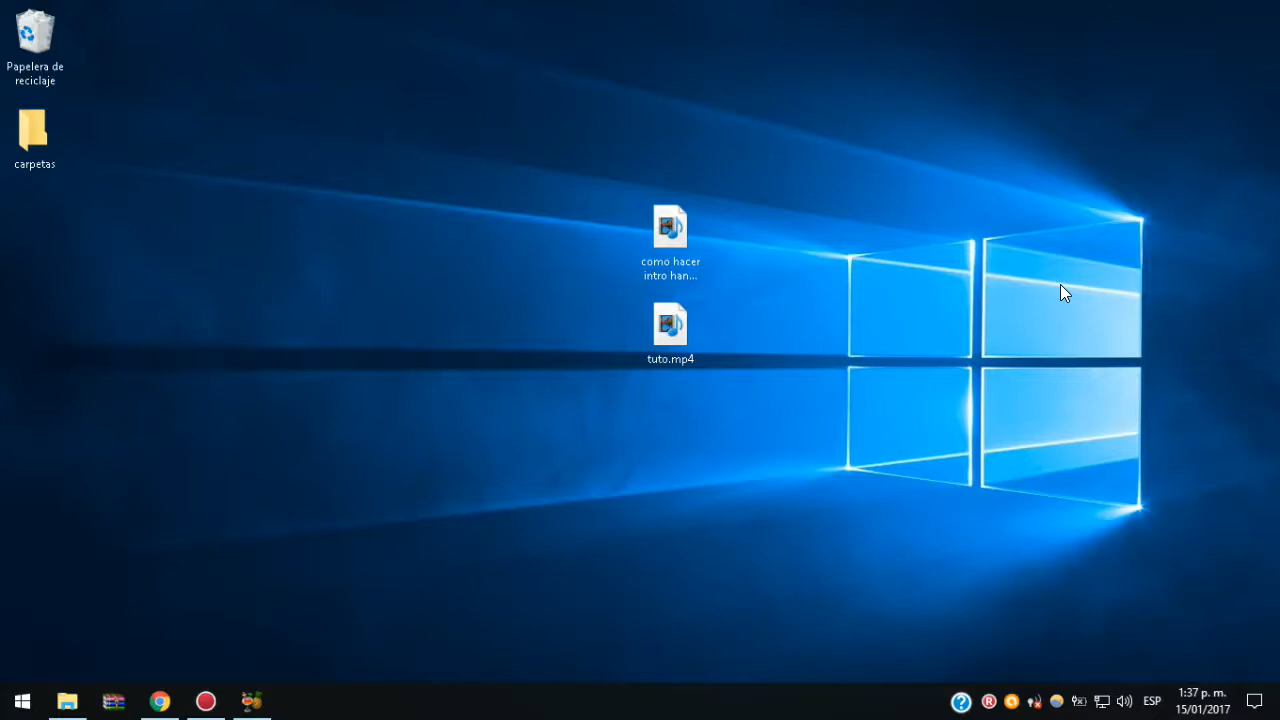 Papelera de
reciclaje
carpetas
como hacer
intro han...
tuto.mp4
ESP
1:37 p. m.
15/01/2017